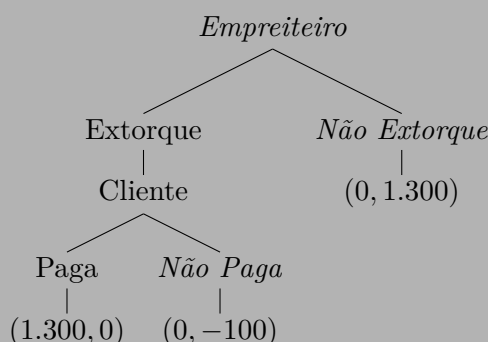 Empreiteiro
Extorque Não Extorque
Cliente (0, 1.300)
Paga Não Paga
(1.300, 0) (0, −100)